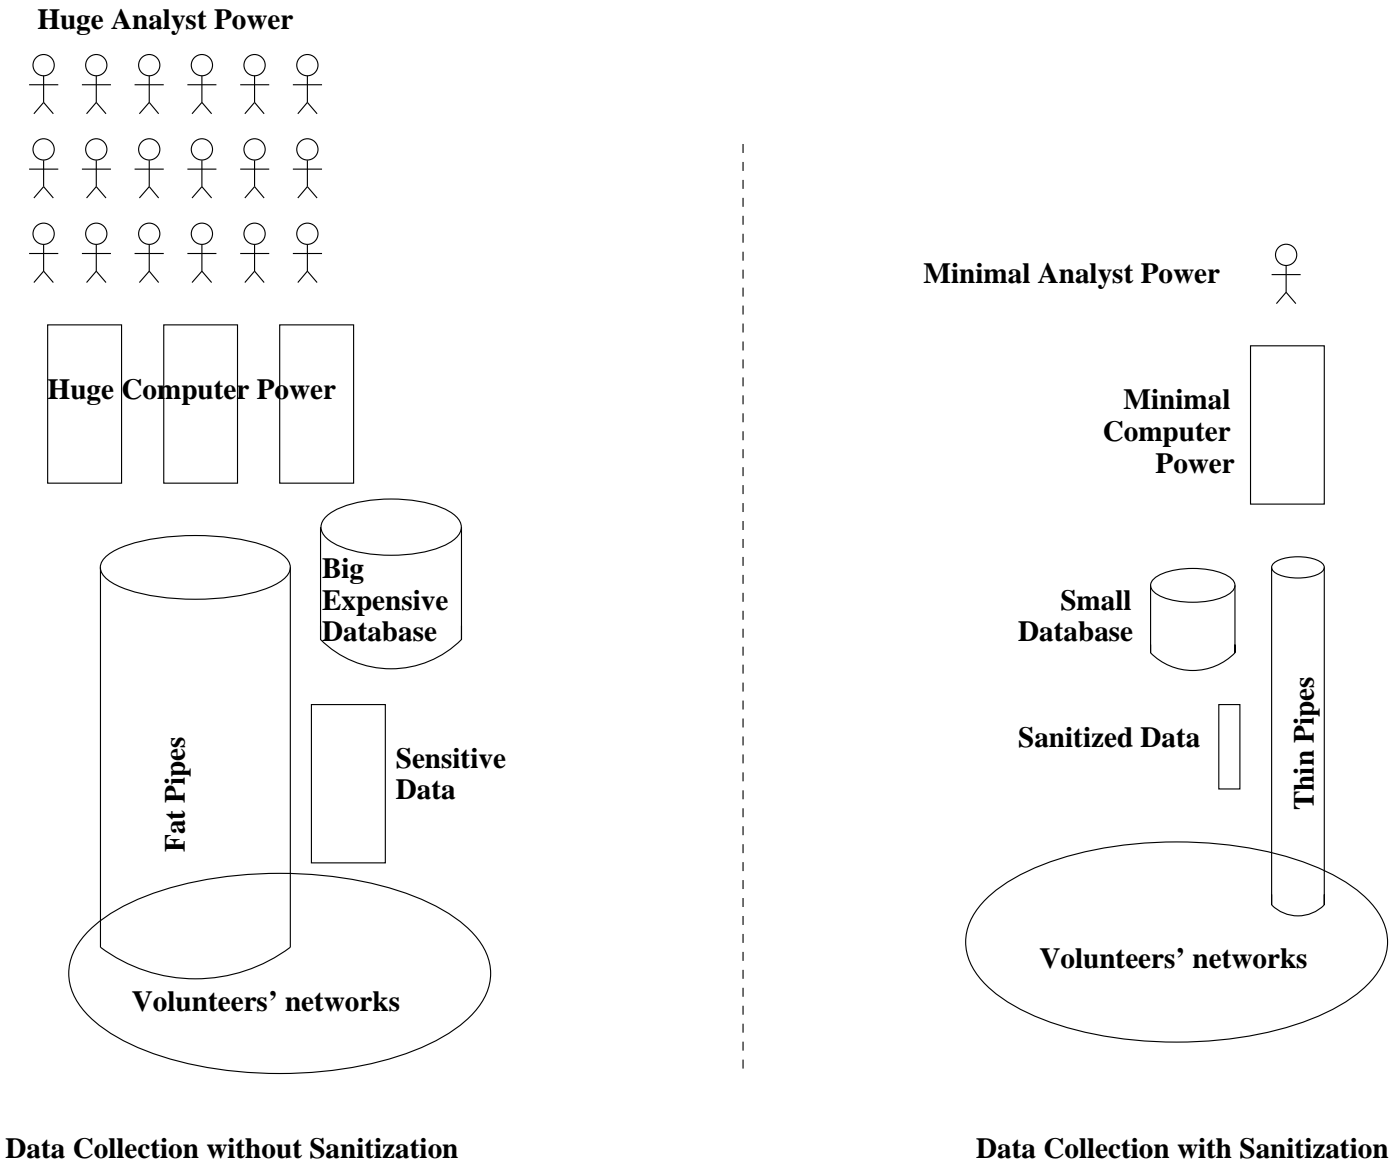 Huge Analyst Power
Huge Computer Power
Big
Expensive
Database
Fat Pipes
Sensitive
Data
Volunteers’ networks
Data Collection without Sanitization
Minimal Analyst Power
Minimal
Computer
Power
Small
Database
Sanitized Data
Thin Pipes
Volunteers’ networks
Data Collection with Sanitization